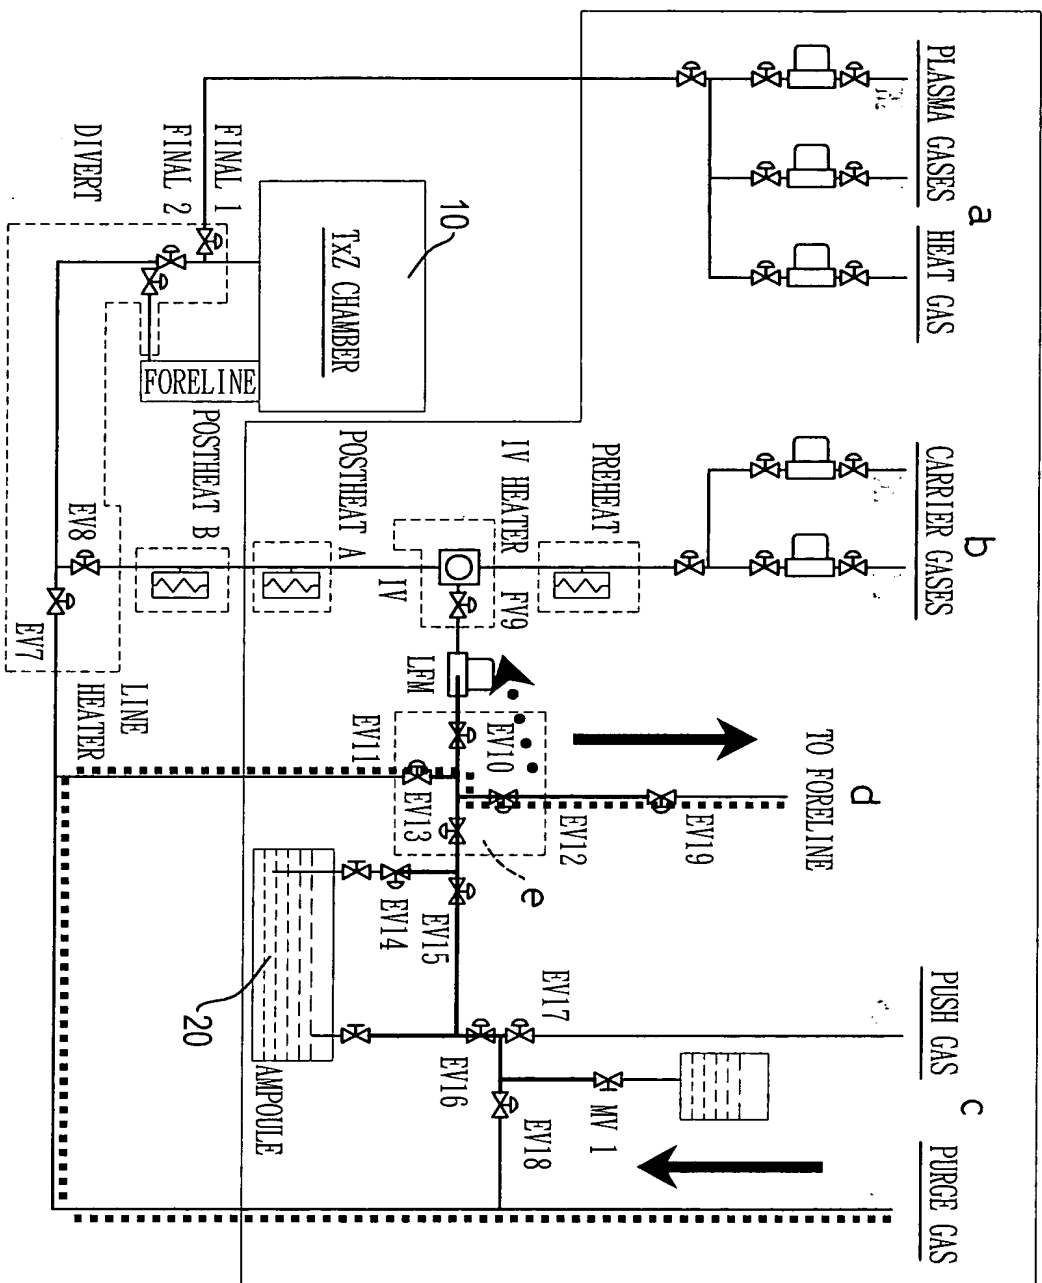 PLASMA GASES
HEAT GAS
a
CARRIER GASES
b
TO FORELINE
d
PUSH GAS
c
PURGE GAS
FINAL 1
FINAL 2
DIVERT
10
TxZ CHAMBER
FORELINE
PREHEAT
IV HEATER
EV9
IV
POSTHEAT A
POSTHEAT B
EV8
EV7
LINE
HEATER
LFM
EV10
EV11
EV12
EV13
EV19
e
EV14
EV15
20
AMPOULE
EV16
EV17
EV18
MV 1